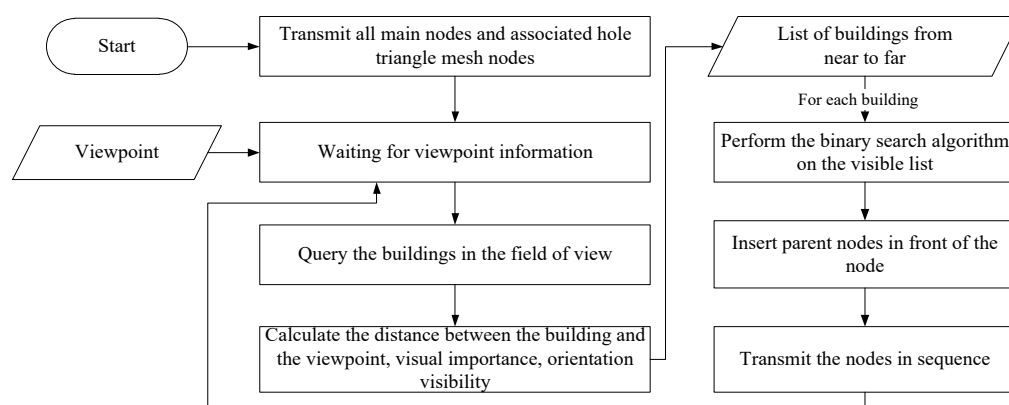 Start
Transmit all main nodes and associated hole
triangle mesh nodes
Viewpoint
Waiting for viewpoint information
Query the buildings in the field of view
Calculate the distance between the building and
the viewpoint, visual importance, orientation
visibility
List of buildings from
near to far
For each building
Perform the binary search algorithm
on the visible list
Insert parent nodes in front of the
node
Transmit the nodes in sequence